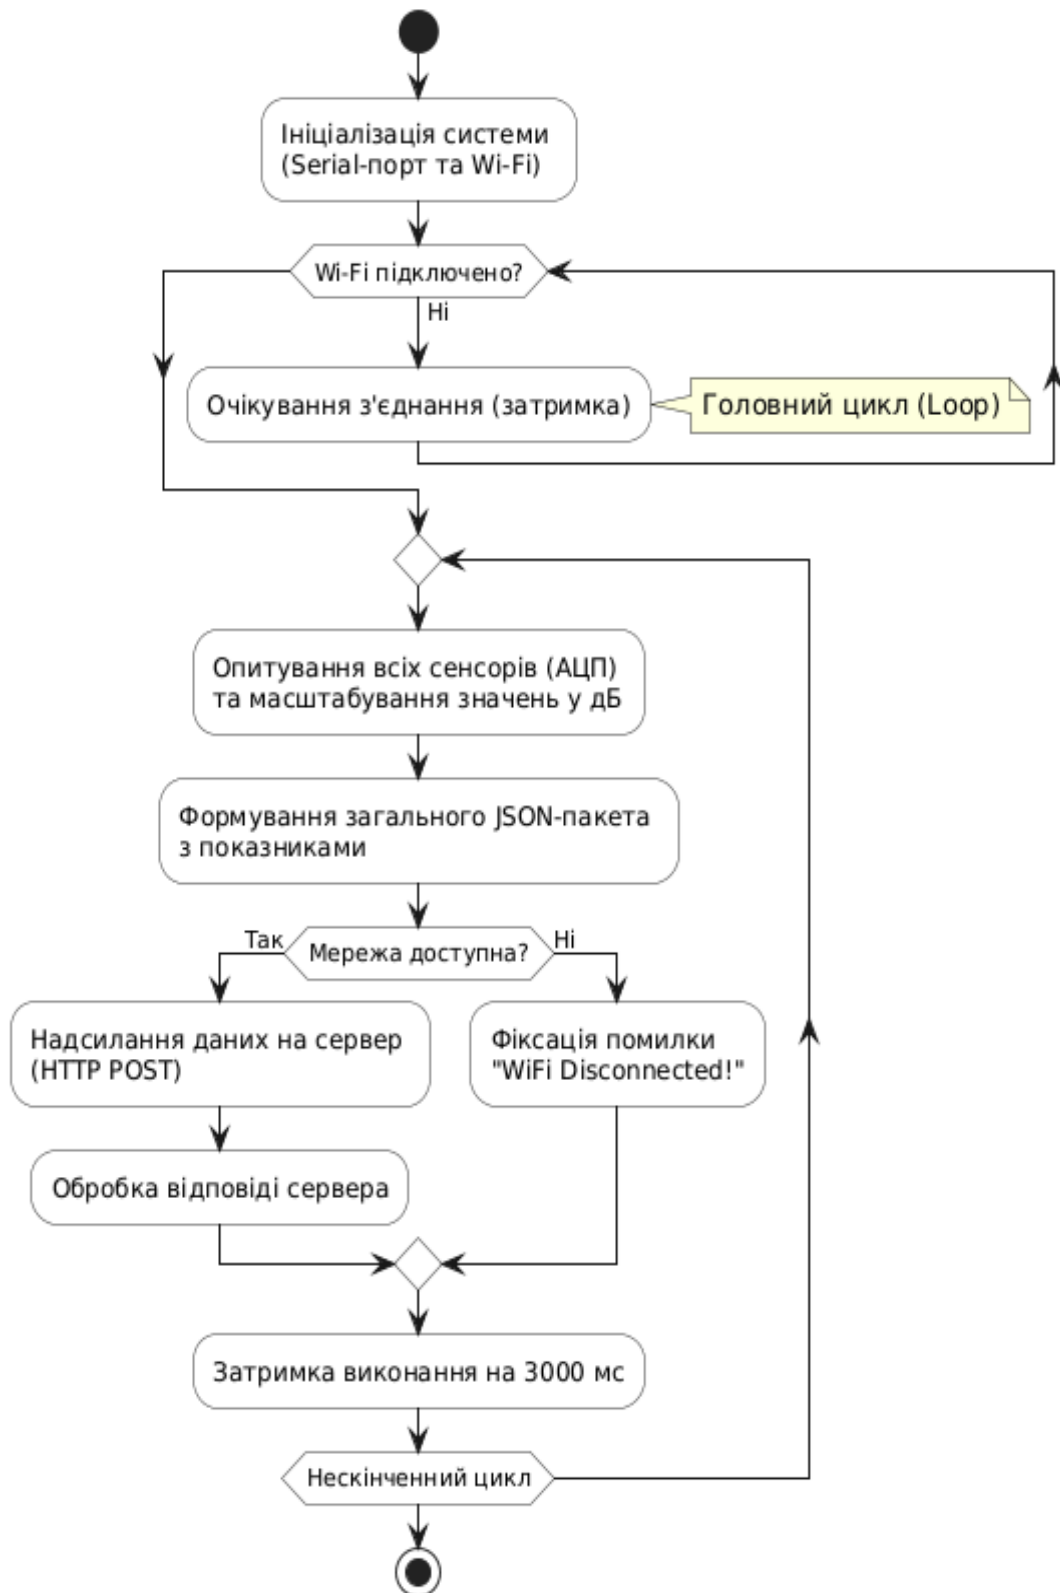 Ініціалізація системи
(Serial-порт та Wi-Fi)
Wi-Fi підключено?
Ні
Очікування з'єднання (затримка)
Головний цикл (Loop)
Опитування всіх сенсорів (АЦП)
та масштабування значень у дБ
Формування загального JSON-пакета
з показниками
Так
Мережа доступна?
Ні
Надсилання даних на сервер
(HTTP POST)
Фіксація помилки
"WiFi Disconnected!"
Обробка відповіді сервера
Затримка виконання на 3000 мс
Нескінченний цикл